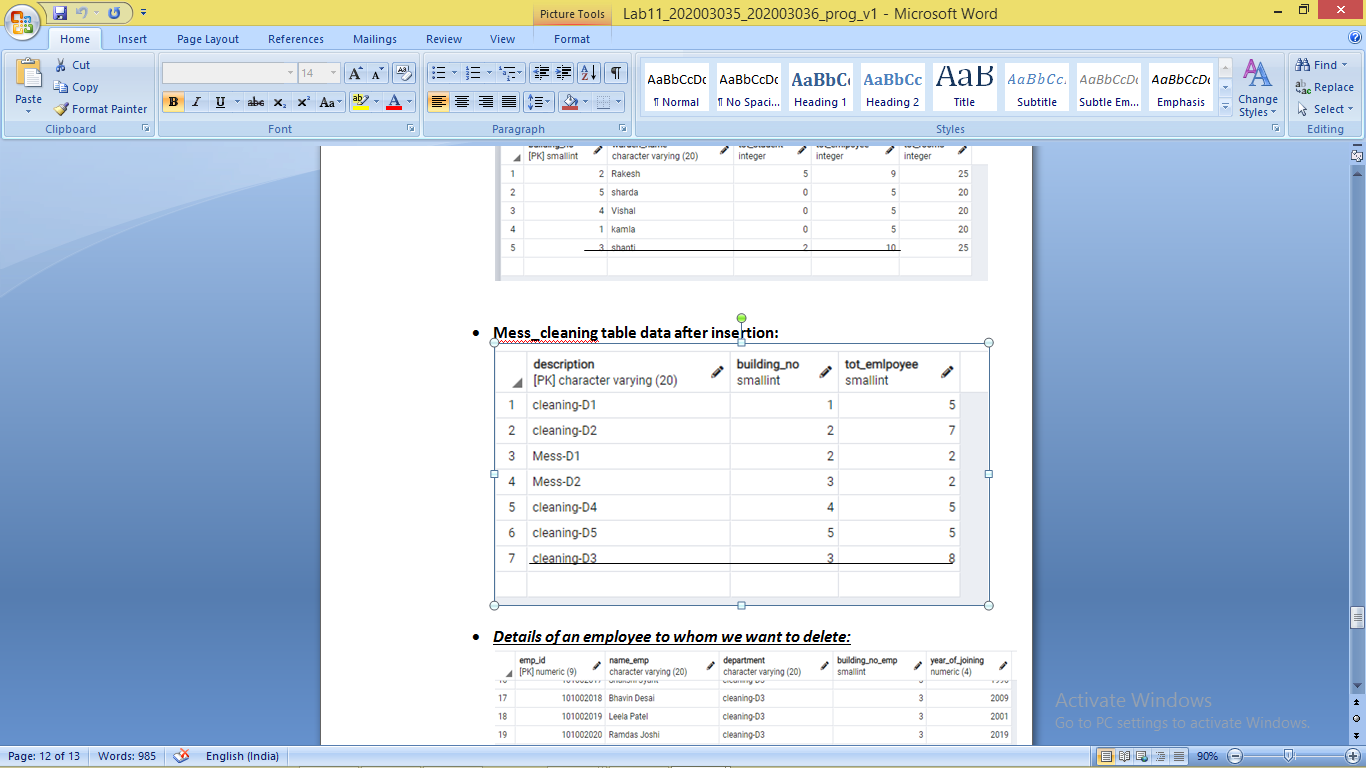 Picture Tools
Lab11_202003035_202003036_prog_v1 - Microsoft Word
Home Insert Page Layout References Mailings Review View Format
Paste
Cut
Copy
Format Painter
Clipboard
14
Font
Paragraph
AaBbCcDc AaBbCcDc AaBbC AaBbCc AaB AaBbCc. AaBbCcDc AaBbCcDc
¶ Normal ¶ No Spaci... Heading 1 Heading 2 Title Subtitle Subtle Em... Emphasis
Change Styles
Styles
Find
Replace
Select
Editing
[PK] smallint character varying (20) integer integer integer
1 2 Rakesh 5 9 25
2 5 sharda 0 5 20
3 4 Vishal 0 5 20
4 1 kamla 0 5 20
5 3 shanti 2 10 25
• Mess_cleaning table data after insertion:
description building_no tot_emlpoyee
[PK] character varying (20) smallint smallint
1 cleaning-D1 1 5
2 cleaning-D2 2 7
3 Mess-D1 2 2
4 Mess-D2 3 2
5 cleaning-D4 4 5
6 cleaning-D5 5 5
7 cleaning-D3 3 8
• Details of an employee to whom we want to delete:
emp_id name_emp department building_no_emp year_of_joining
[PK] numeric (9) character varying (20) character varying (20) smallint numeric (4)
17 101002018 Bhavin Desai cleaning-D3 3 2009
18 101002019 Leela Patel cleaning-D3 3 2001
19 101002020 Ramdas Joshi cleaning-D3 3 2019
Activate Windows
Go to PC settings to activate Windows.
Page: 12 of 13 Words: 985 English (India) 90%